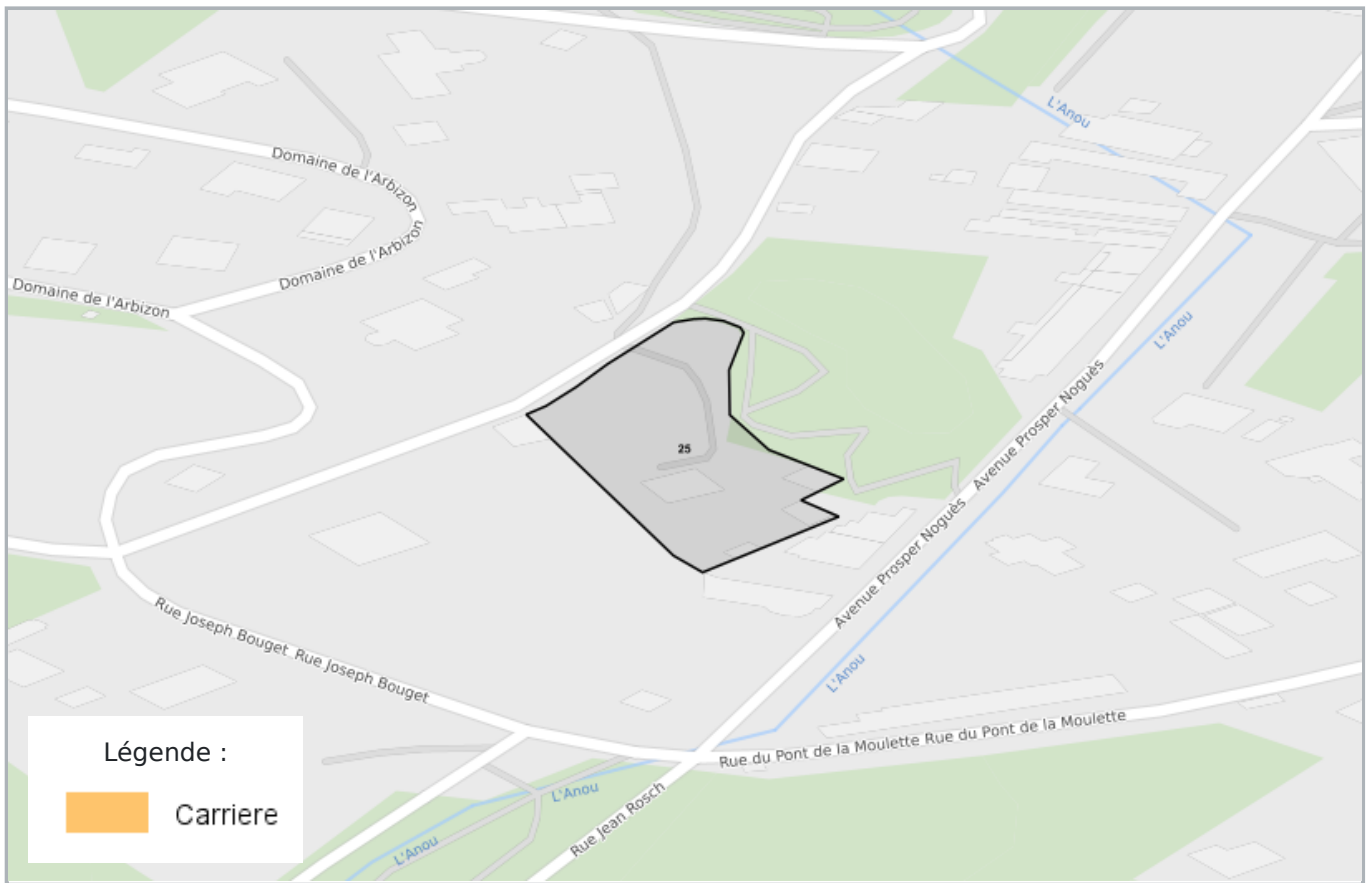 L'Anou
Domaine de l'Arbizon
Domaine de l'Arbizon
Domaine de l'Arbizon
L'Anou
Avenue Prosper Noguès
25
Avenue Prosper Noguès
Rue Joseph Bouget Rue Joseph Bouget
L'Anou
Rue du Pont de la Moulette Rue du Pont de la Moulette
L'Anou
Rue Jean Rosch
L'Anou
Légende :
Carriere